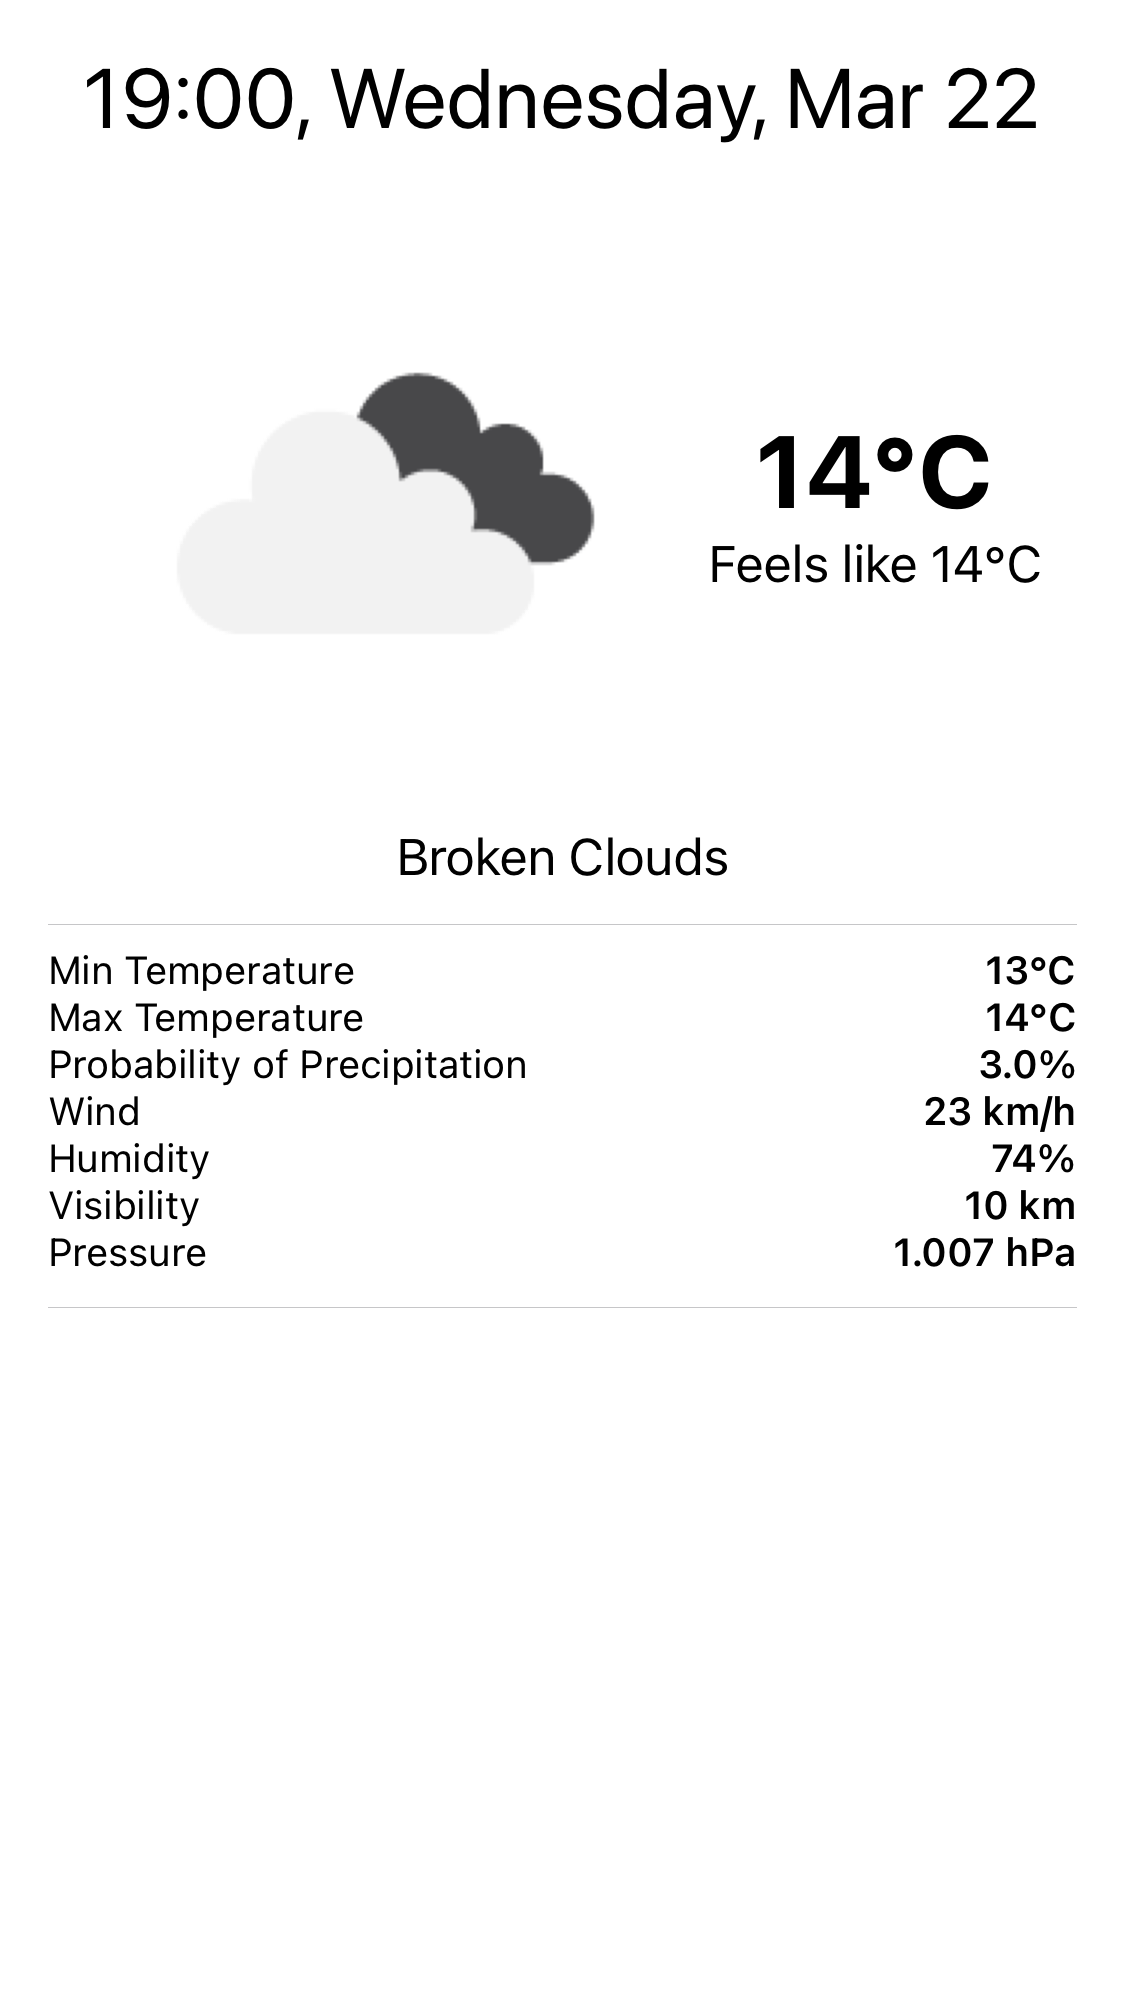 19:00, Wednesday, Mar 22
14°C
Feels like 14°C
Broken Clouds
Min Temperature 13°C
Max Temperature 14°C
Probability of Precipitation 3.0%
Wind 23 km/h
Humidity 74%
Visibility 10 km
Pressure 1.007 hPa